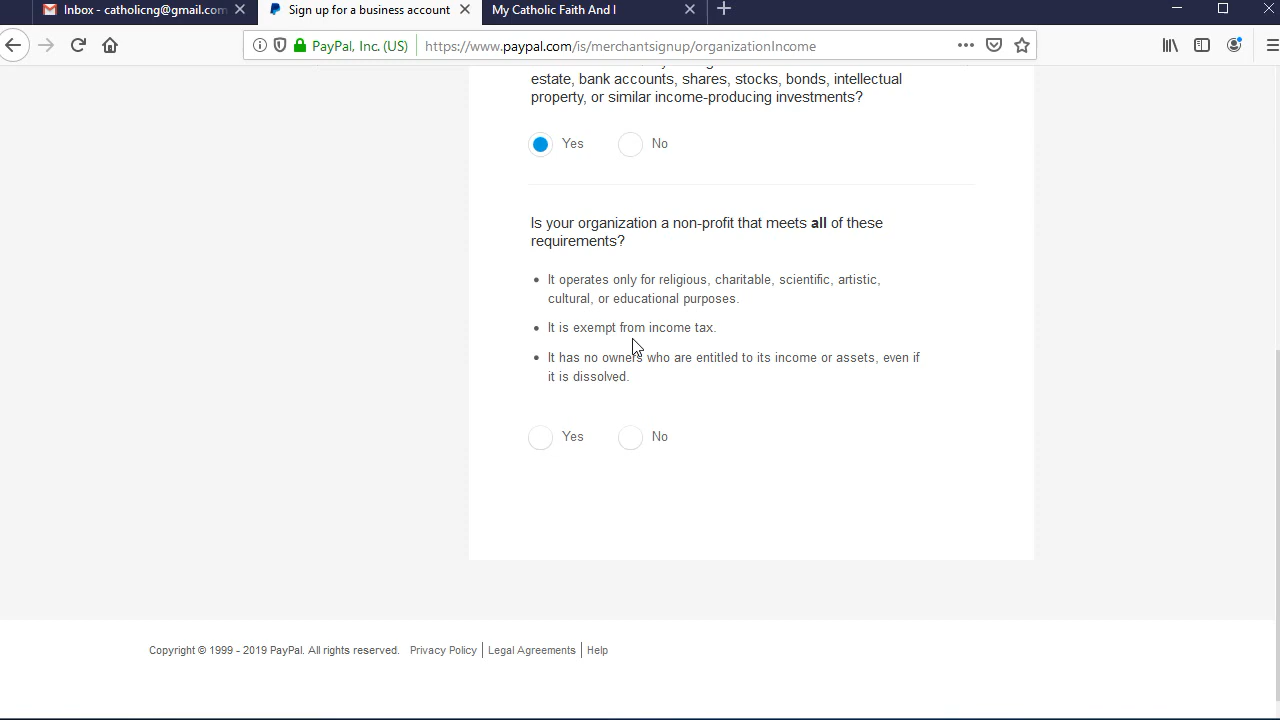 Inbox - catholicng@gmail.com
Sign up for a business account
My Catholic Faith And I
PayPal, Inc. (US)
https://www.paypal.com/is/merchantsignup/organizationIncome
estate, bank accounts, shares, stocks, bonds, intellectual
property, or similar income-producing investments?
Yes
No
Is your organization a non-profit that meets all of these
requirements?
• It operates only for religious, charitable, scientific, artistic,
cultural, or educational purposes.
• It is exempt from income tax.
• It has no owners who are entitled to its income or assets, even if
it is dissolved.
Yes
No
Copyright © 1999 - 2019 PayPal. All rights reserved.
Privacy Policy
Legal Agreements
Help